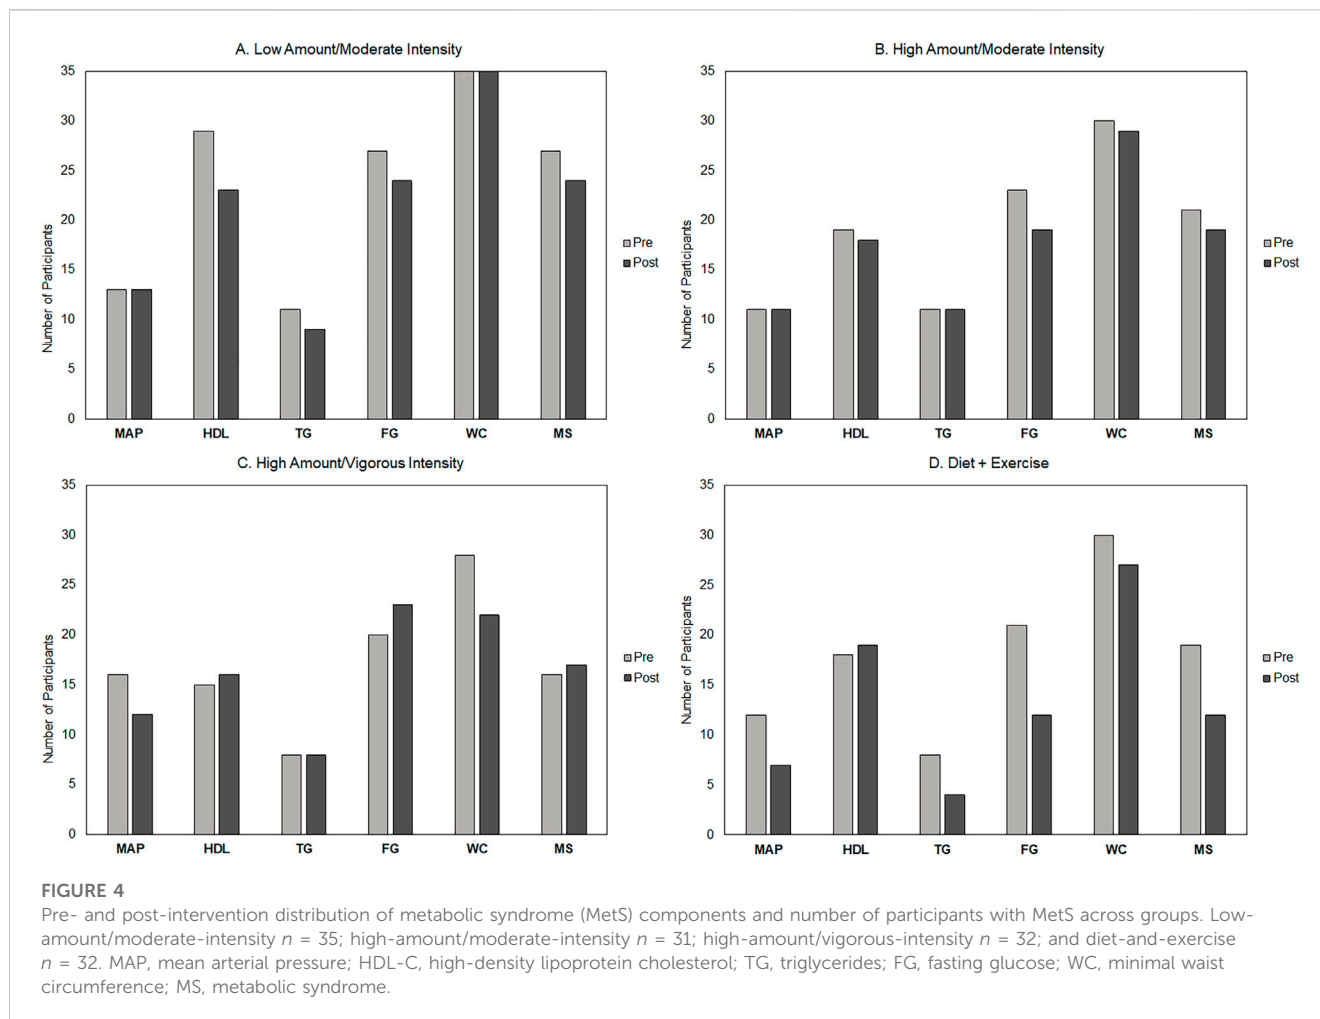 A. Low Amount/Moderate Intensity
35
30
25
20
15
10
5
0
Number of Participants
MAP HDL TG FG WC MS
Pre
Post
B. High Amount/Moderate Intensity
35
30
25
20
15
10
5
0
Number of Participants
MAP HDL TG FG WC MS
Pre
Post
C. High Amount/Vigorous Intensity
35
30
25
20
15
10
5
0
Number of Participants
MAP HDL TG FG WC MS
Pre
Post
D. Diet + Exercise
35
30
25
20
15
10
5
0
Number of Participants
MAP HDL TG FG WC MS
Pre
Post
FIGURE 4
Pre- and post-intervention distribution of metabolic syndrome (MetS) components and number of participants with MetS across groups. Low-
amount/moderate-intensity n = 35; high-amount/moderate-intensity n = 31; high-amount/vigorous-intensity n = 32; and diet-and-exercise
n = 32. MAP, mean arterial pressure; HDL-C, high-density lipoprotein cholesterol; TG, triglycerides; FG, fasting glucose; WC, minimal waist
circumference; MS, metabolic syndrome.